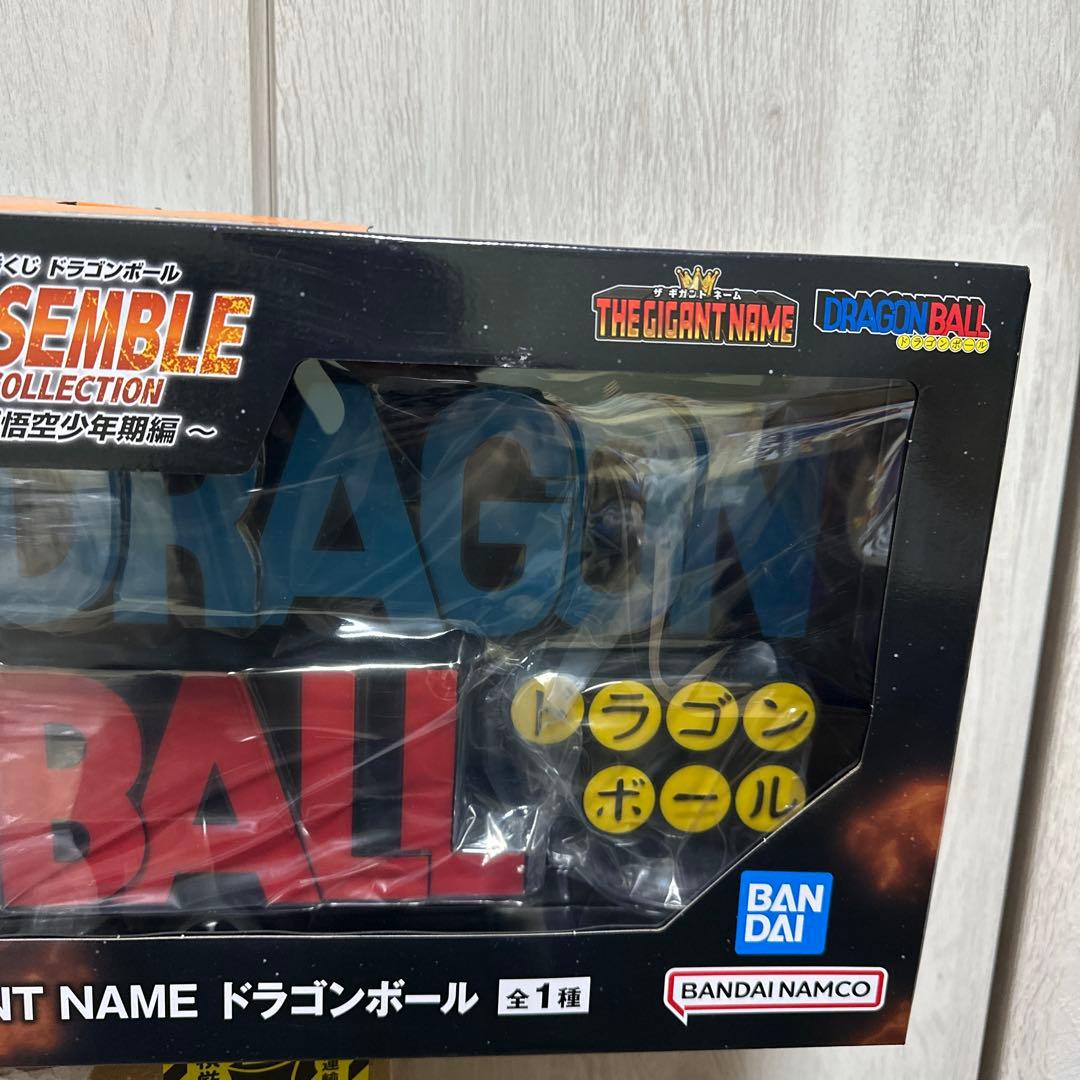 くじ ドラゴンボール
SEMBLE
COLLECTION
悟空少年期編 ～
ザ ギガント ネーム
THE GIGANT NAME
DRAGON BALL
ドラゴンボール
DRAGON
BALL
ドラゴン
ボール
BAN
DAI
NT NAME ドラゴンボール 全1種
BANDAI NAMCO